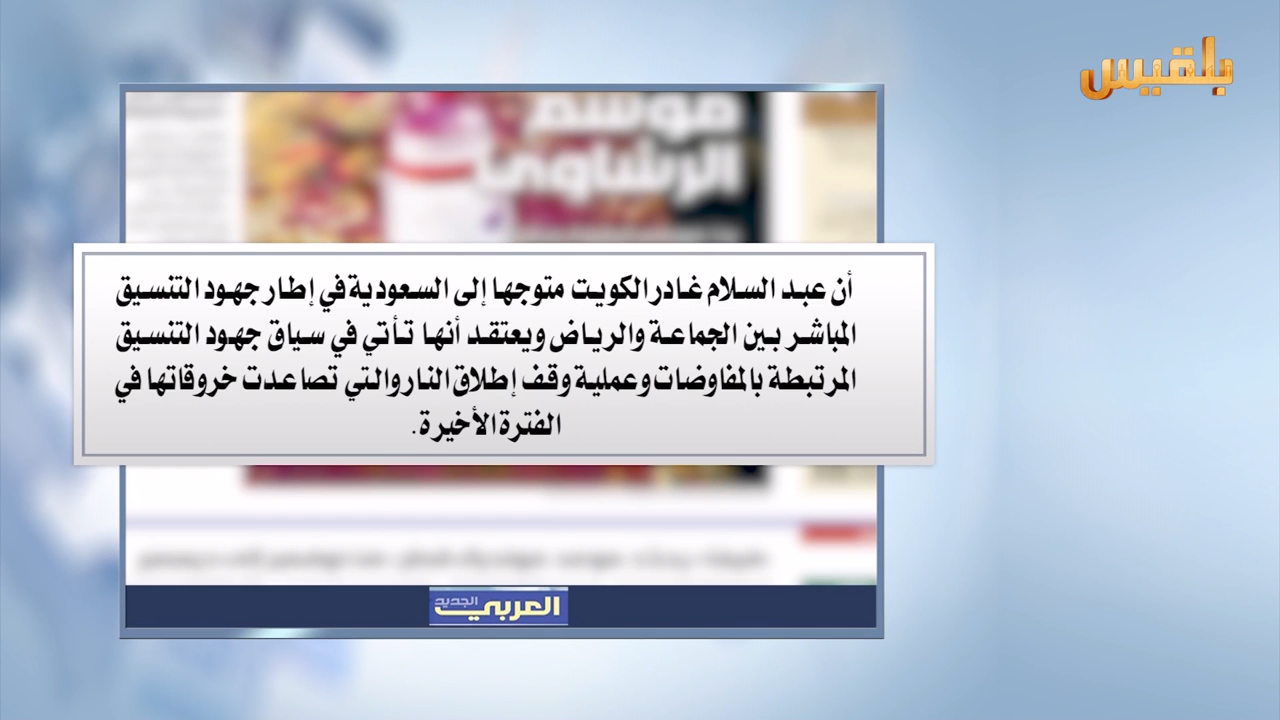 بلقيس
موسم
الرشاوى
أن عبد السلام غادر الكويت متوجها إلى السعودية في إطار جهود التنسيق
المباشر بين الجماعة والرياض ويعتقد أنها تأتي في سياق جهود التنسيق
المرتبطة بالمفاوضات وعملية وقف إطلاق النار والتي تصاعدت خروقاتها في
الفترة الأخيرة.
العربي الجديد